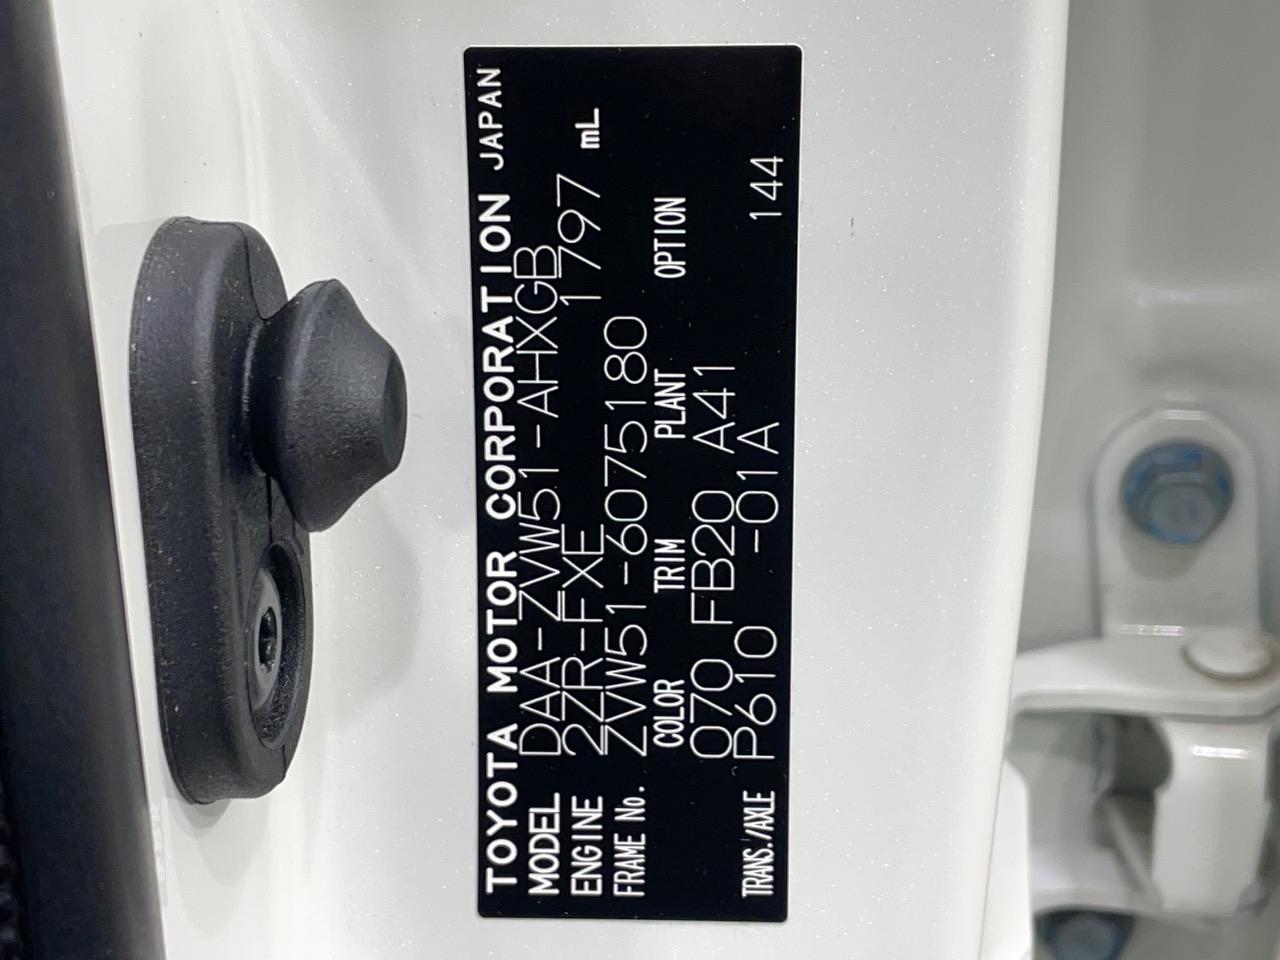 TOYOTA MOTOR CORPORATION JAPAN
MODEL DAA-ZVW51-AHXGB
ENGINE 2ZR-FXE 1797 mL
FRAME No. ZVW51-6075180
COLOR TRIM PLANT OPTION
070 FB20 A41
TRANS./AXLE P610 -01A 144